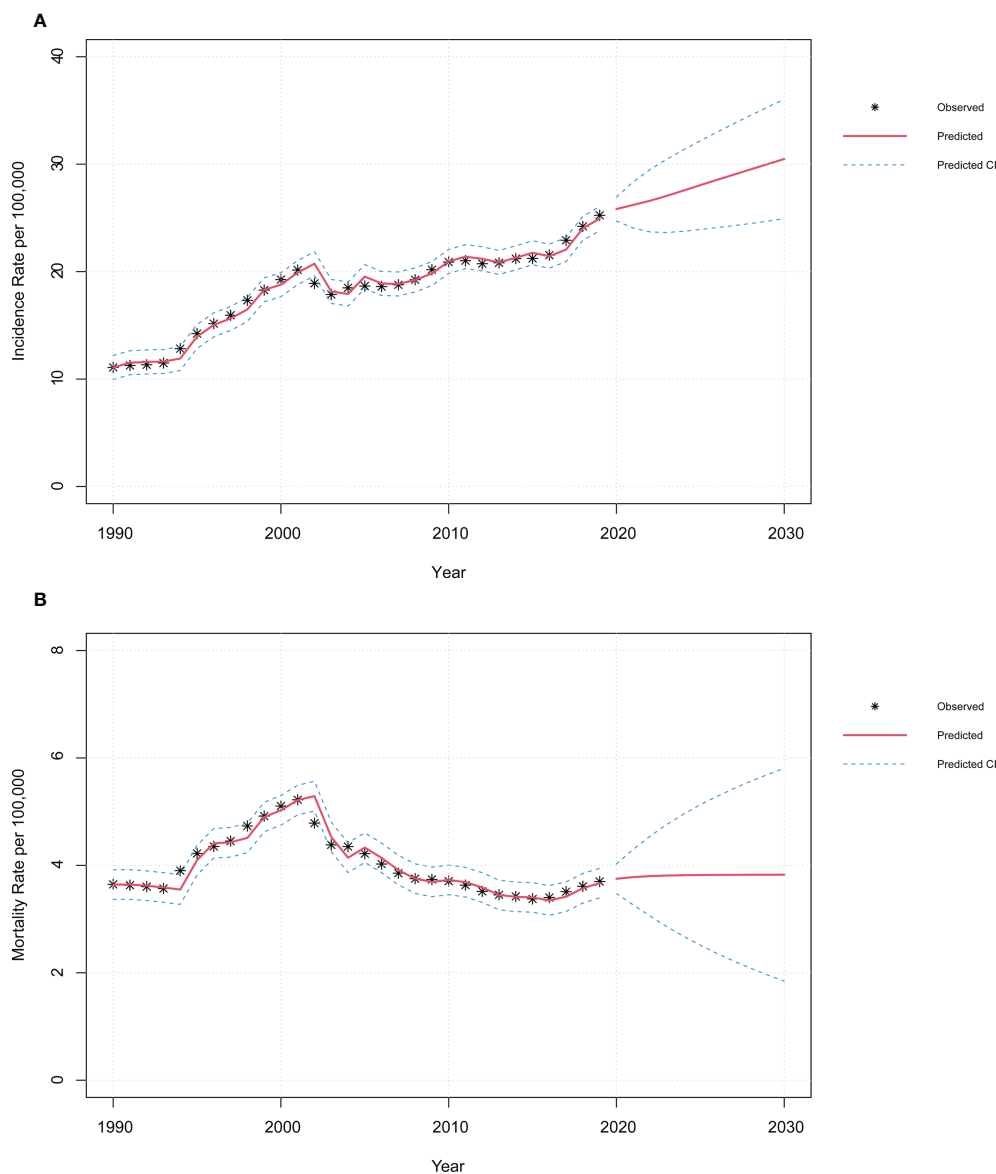 A
40
30
20
10
0
Incidence Rate per 100,000
1990 2000 2010 2020 2030
Year
Observed
Predicted
Predicted CI
B
8
6
4
2
0
Mortality Rate per 100,000
1990 2000 2010 2020 2030
Year
Observed
Predicted
Predicted CI